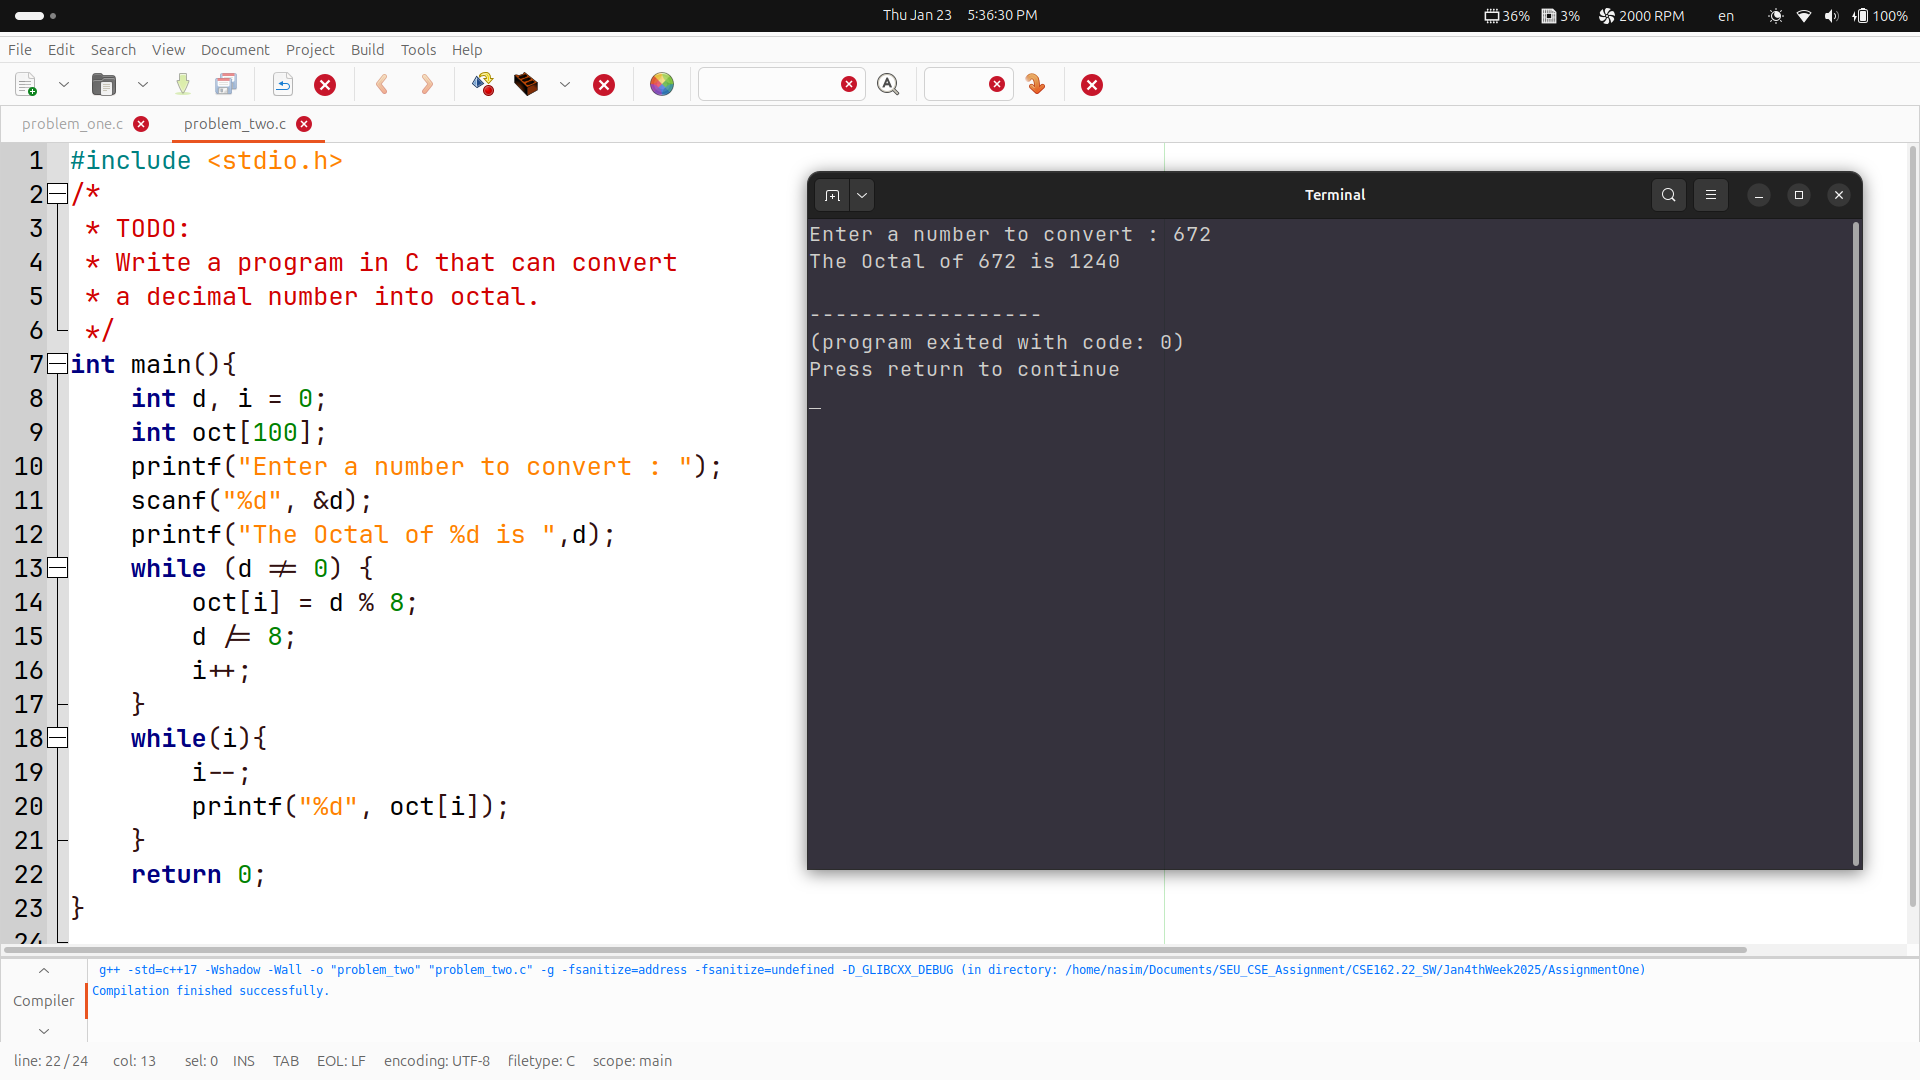 Thu Jan 23 5:36:30 PM
36% 3% 2000 RPM en 100%
File Edit Search View Document Project Build Tools Help
problem_one.c problem_two.c
1 #include <stdio.h>
2 /*
3 * TODO:
4 * Write a program in C that can convert
5 * a decimal number into octal.
6 */
7 int main(){
8 int d, i = 0;
9 int oct[100];
10 printf("Enter a number to convert : ");
11 scanf("%d", &d);
12 printf("The Octal of %d is ",d);
13 while (d != 0) {
14 oct[i] = d % 8;
15 d /= 8;
16 i++;
17 }
18 while(i){
19 i--;
20 printf("%d", oct[i]);
21 }
22 return 0;
23 }
24
Terminal
Enter a number to convert : 672
The Octal of 672 is 1240
------------------
(program exited with code: 0)
Press return to continue
_
Compiler
g++ -std=c++17 -Wshadow -Wall -o "problem_two" "problem_two.c" -g -fsanitize=address -fsanitize=undefined -D_GLIBCXX_DEBUG (in directory: /home/nasim/Documents/SEU_CSE_Assignment/CSE162.22_SW/Jan4thWeek2025/AssignmentOne)
Compilation finished successfully.
line: 22 / 24 col: 13 sel: 0 INS TAB EOL: LF encoding: UTF-8 filetype: C scope: main